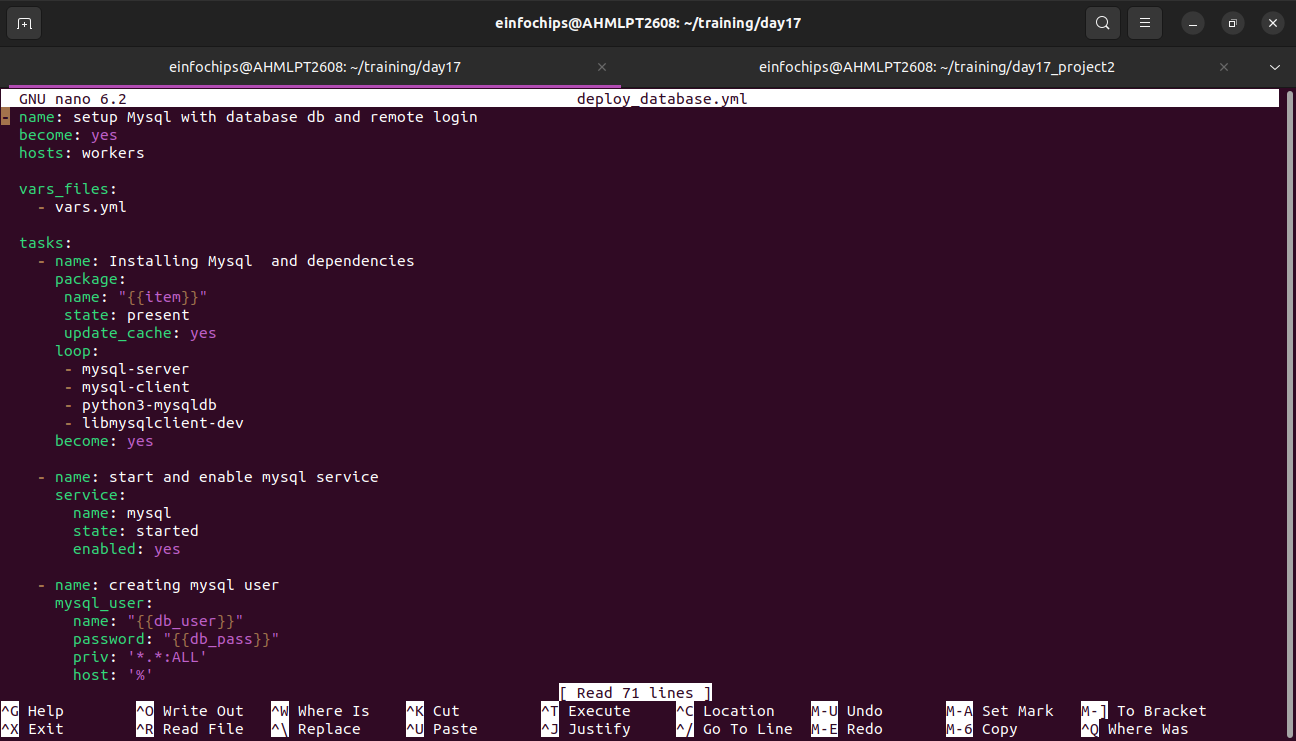 einfochips@AHMLPT2608: ~/training/day17
einfochips@AHMLPT2608: ~/training/day17
einfochips@AHMLPT2608: ~/training/day17_project2
GNU nano 6.2 deploy_database.yml
- name: setup Mysql with database db and remote login
  become: yes
  hosts: workers

  vars_files:
    - vars.yml

  tasks:
    - name: Installing Mysql  and dependencies
      package:
       name: "{{item}}"
       state: present
       update_cache: yes
      loop:
       - mysql-server
       - mysql-client
       - python3-mysqldb
       - libmysqlclient-dev
      become: yes

    - name: start and enable mysql service
      service:
        name: mysql
        state: started
        enabled: yes

    - name: creating mysql user
      mysql_user:
        name: "{{db_user}}"
        password: "{{db_pass}}"
        priv: '*.*:ALL'
        host: '%'
[ Read 71 lines ]
^G Help ^O Write Out ^W Where Is ^K Cut ^T Execute ^C Location M-U Undo M-A Set Mark M-] To Bracket
^X Exit ^R Read File ^\ Replace ^U Paste ^J Justify ^/ Go To Line M-E Redo M-6 Copy ^Q Where Was